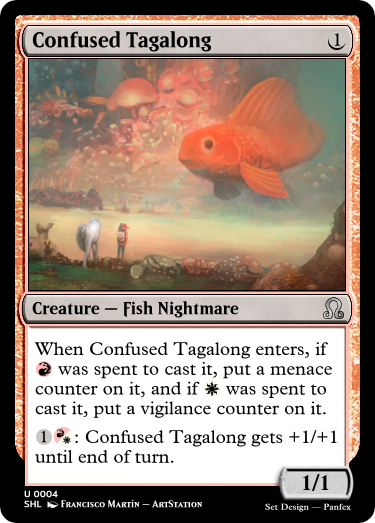 Confused Tagalong 1
Creature — Fish Nightmare
When Confused Tagalong enters, if
was spent to cast it, put a menace
counter on it, and if was spent to
cast it, put a vigilance counter on it.
1 : Confused Tagalong gets +1/+1
until end of turn.
1/1
U 0004
SHL Francisco Martín — ArtStation
Set Design — Panfex